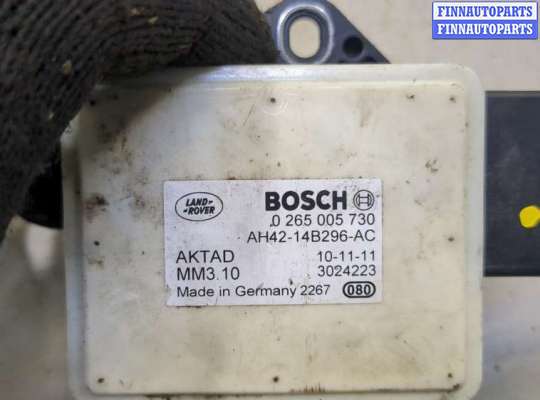 FINNAUTOPARTS
FINNAUTOPARTS
LAND-
-ROVER
BOSCH
0 265 005 730
AH42-14B296-AC
AKTAD 10-11-11
MM3.10 3024223
Made in Germany 2267 080